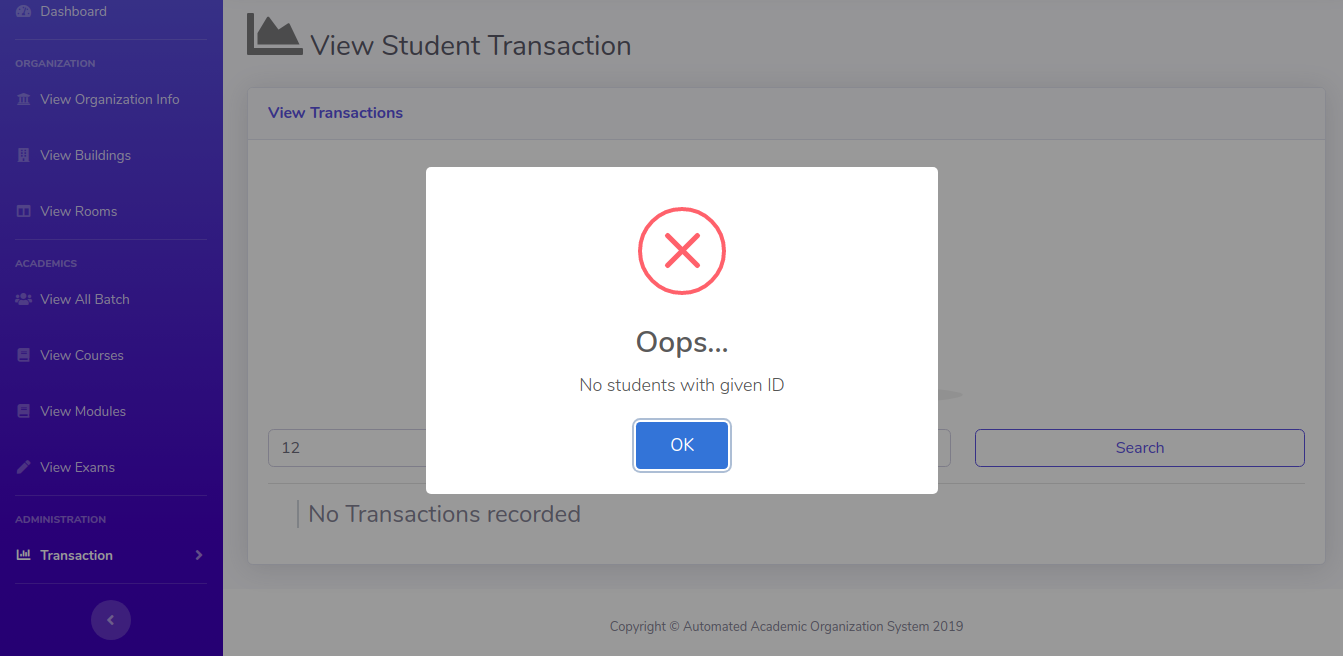 Dashboard
ORGANIZATION
View Organization Info
View Buildings
View Rooms
ACADEMICS
View All Batch
View Courses
View Modules
View Exams
ADMINISTRATION
Transaction
View Student Transaction
View Transactions
Oops...
No students with given ID
OK
12
Search
No Transactions recorded
Copyright © Automated Academic Organization System 2019